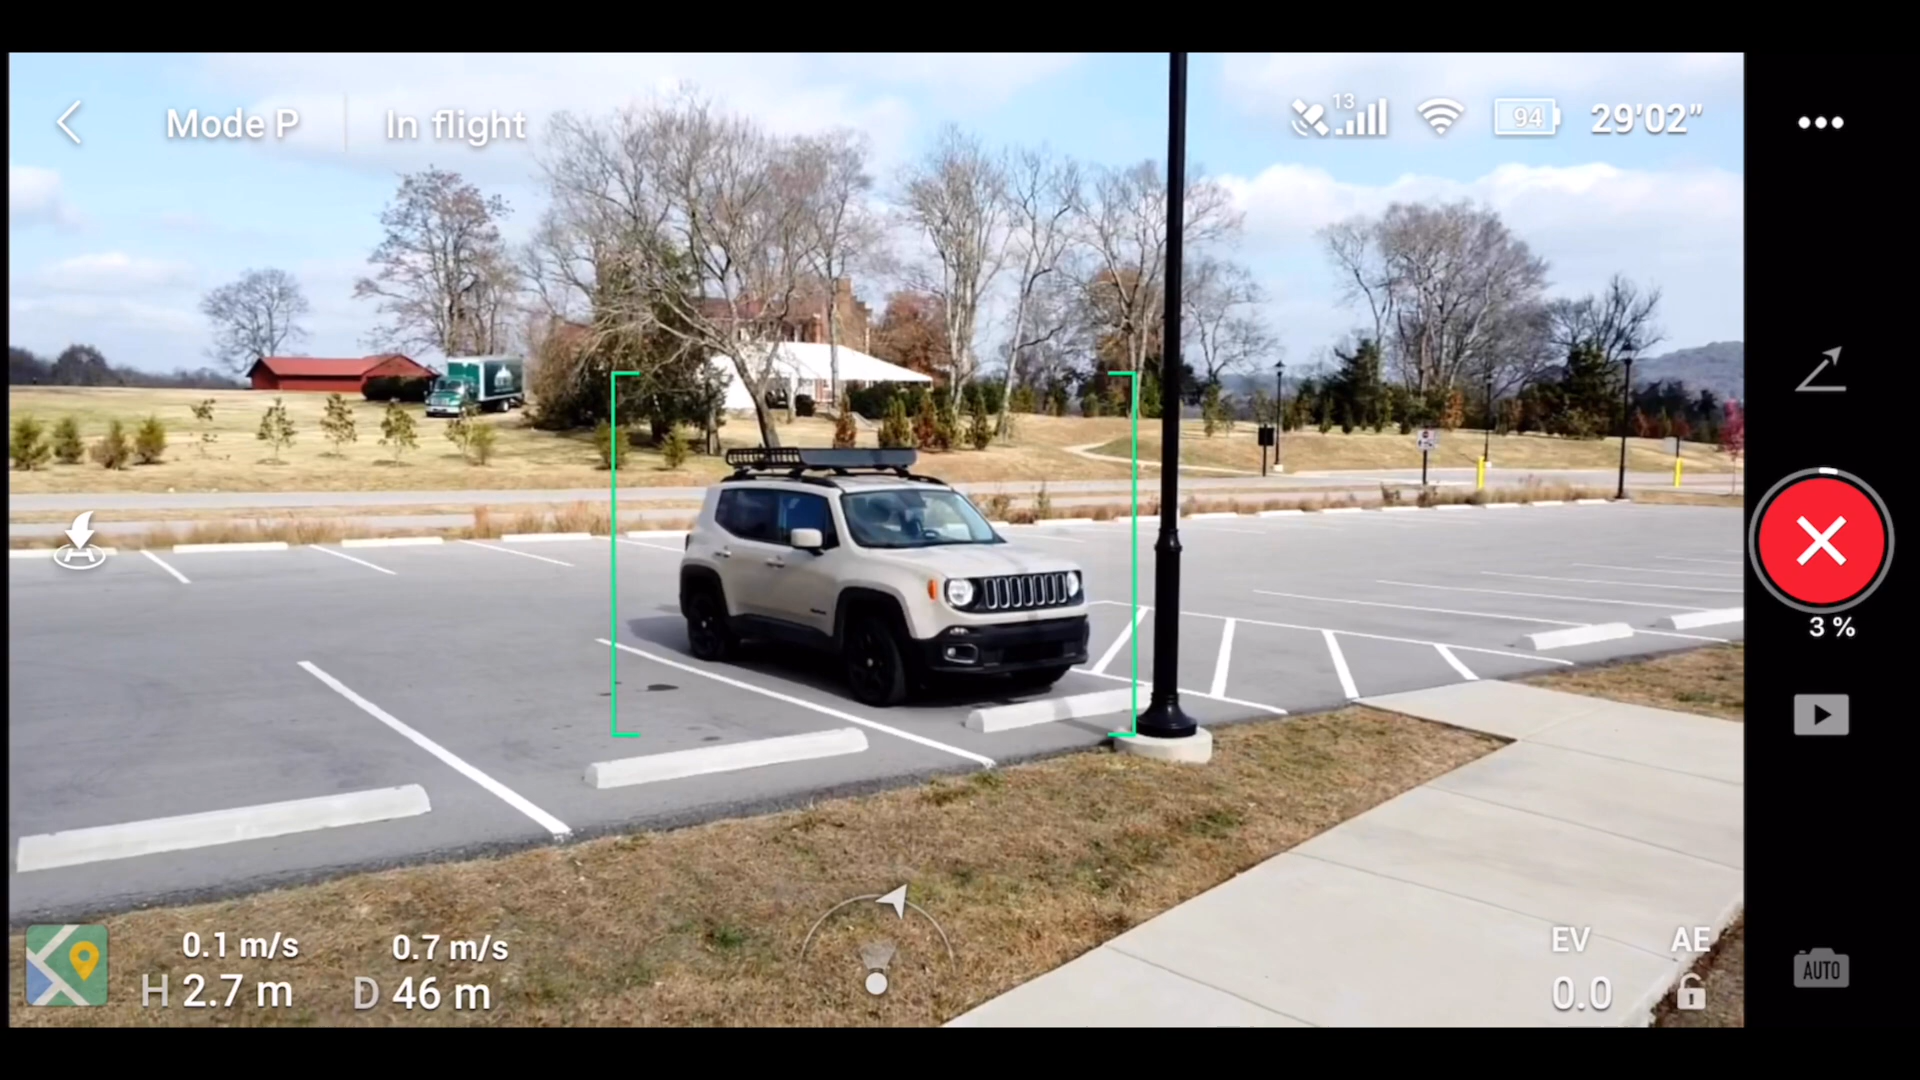 Mode P
In flight
13
94
29'02"
3 %
0.1 m/s
0.7 m/s
H 2.7 m
D 46 m
EV
AE
0.0
AUTO